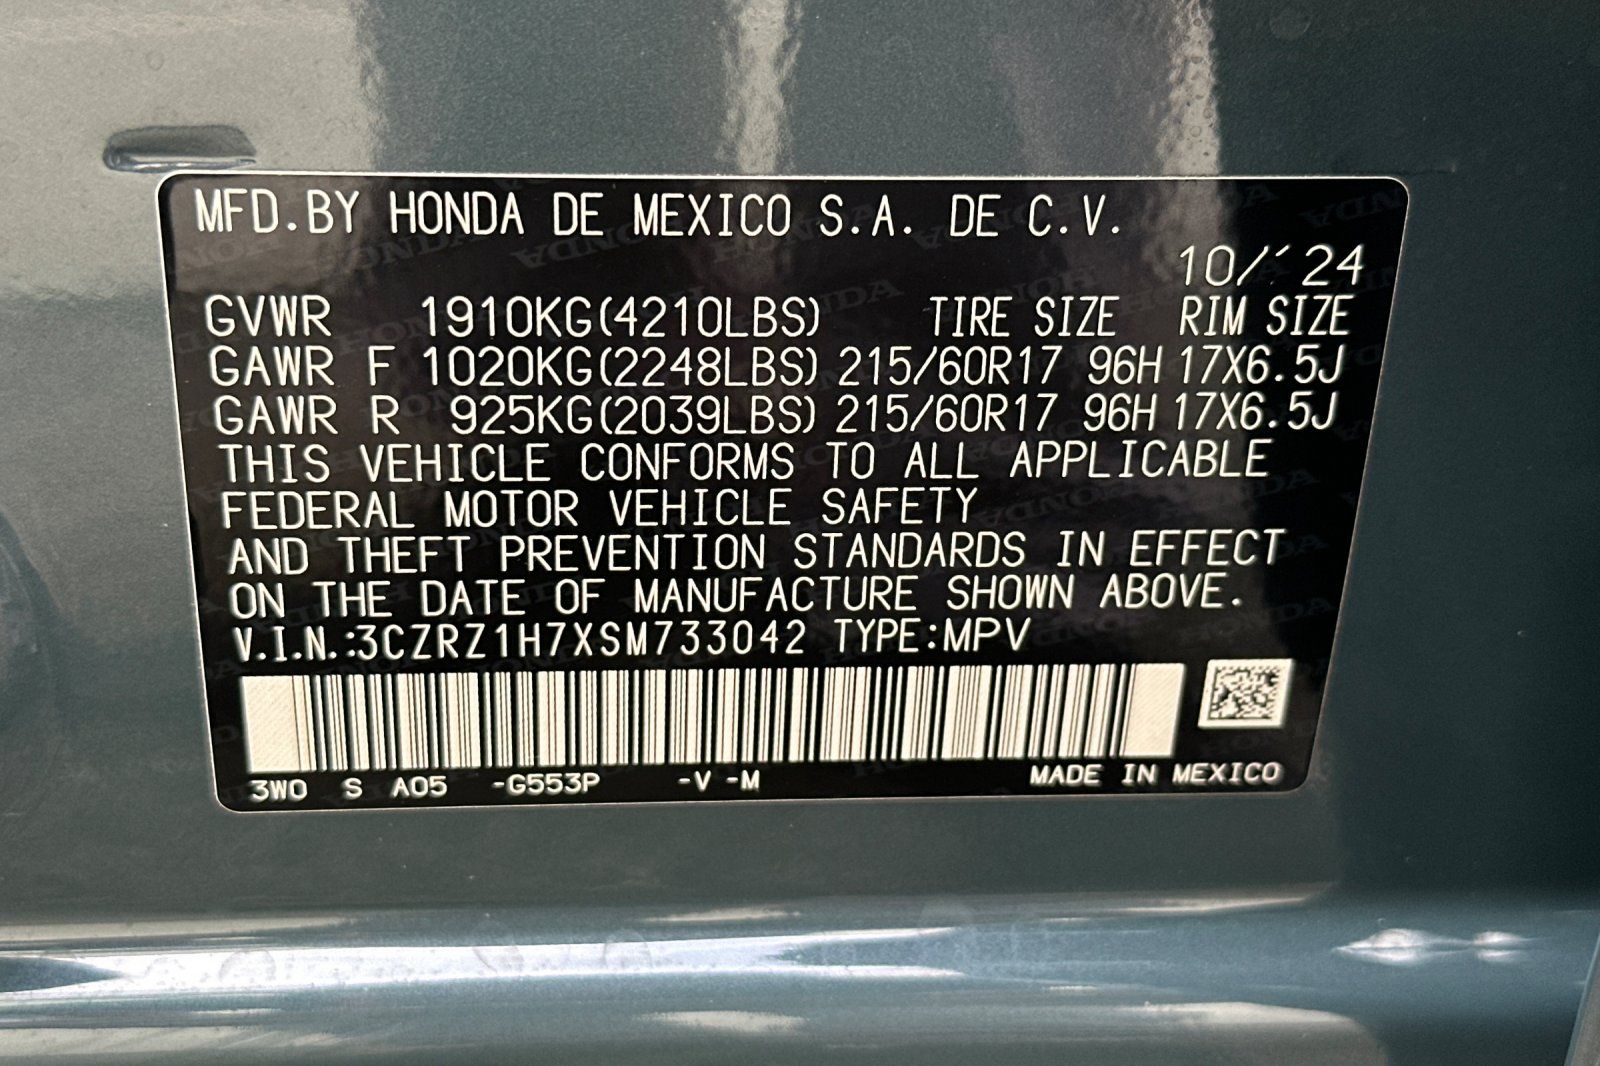 MFD.BY HONDA DE MEXICO S.A. DE C.V.
10/'24
GVWR 1910KG(4210LBS) TIRE SIZE RIM SIZE
GAWR F 1020KG(2248LBS) 215/60R17 96H 17X6.5J
GAWR R 925KG(2039LBS) 215/60R17 96H 17X6.5J
THIS VEHICLE CONFORMS TO ALL APPLICABLE
FEDERAL MOTOR VEHICLE SAFETY
AND THEFT PREVENTION STANDARDS IN EFFECT
ON THE DATE OF MANUFACTURE SHOWN ABOVE.
V.I.N.:3CZRZ1H7XSM733042 TYPE:MPV
3W0 S A05 -G553P -V -M MADE IN MEXICO